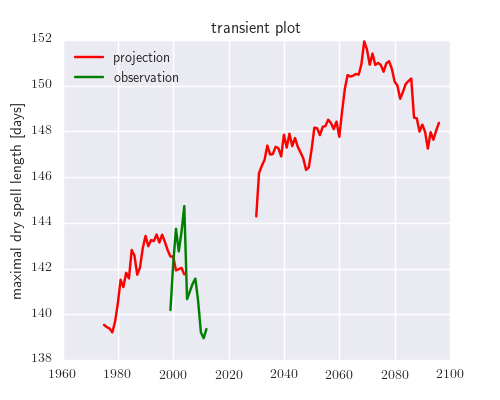 transient plot
152
150
148
146
144
142
140
138
projection
observation
maximal dry spell length [days]
1960 1980 2000 2020 2040 2060 2080 2100